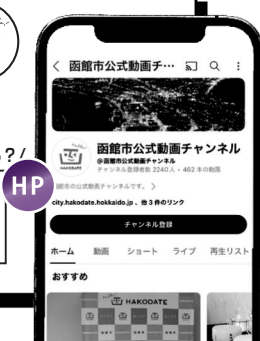 函館市公式動画チ…
函館市公式動画チャンネル
@函館市公式動画チャンネル
チャンネル登録者数 2240人・462 本の動画
函館市の公式動画チャンネルです。 >
city.hakodate.hokkaido.jp 、他 3 件のリンク
HP
チャンネル登録
ホーム 動画 ショート ライブ 再生リスト
おすすめ
HAKODATE